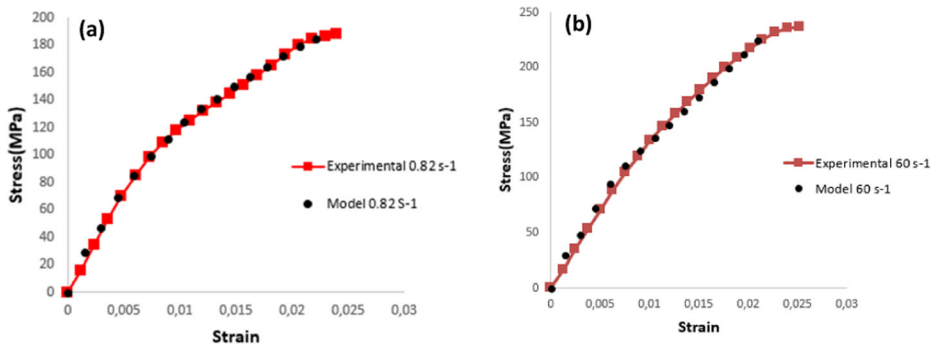 (a)
200
180
160
140
120
100
80
60
40
20
0
Stress(MPa)
0 0,005 0,01 0,015 0,02 0,025 0,03
Strain
Experimental 0.82 s-1
Model 0.82 S-1
(b)
250
200
150
100
50
0
Stress(MPa)
0 0,005 0,01 0,015 0,02 0,025 0,03
Strain
Experimental 60 s-1
Model 60 s-1